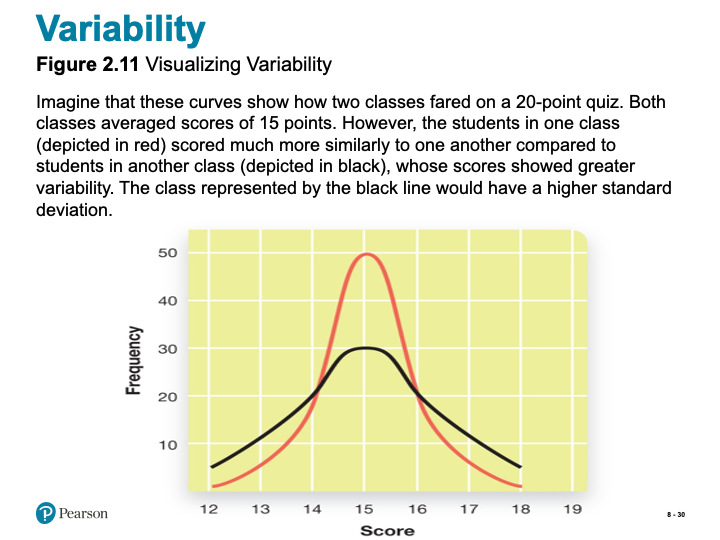 Variability
Figure 2.11 Visualizing Variability
Imagine that these curves show how two classes fared on a 20-point quiz. Both
classes averaged scores of 15 points. However, the students in one class
(depicted in red) scored much more similarly to one another compared to
students in another class (depicted in black), whose scores showed greater
variability. The class represented by the black line would have a higher standard
deviation.
50
40
30
20
10
Frequency
12 13 14 15 16 17 18 19
Score
P Pearson
8 - 30